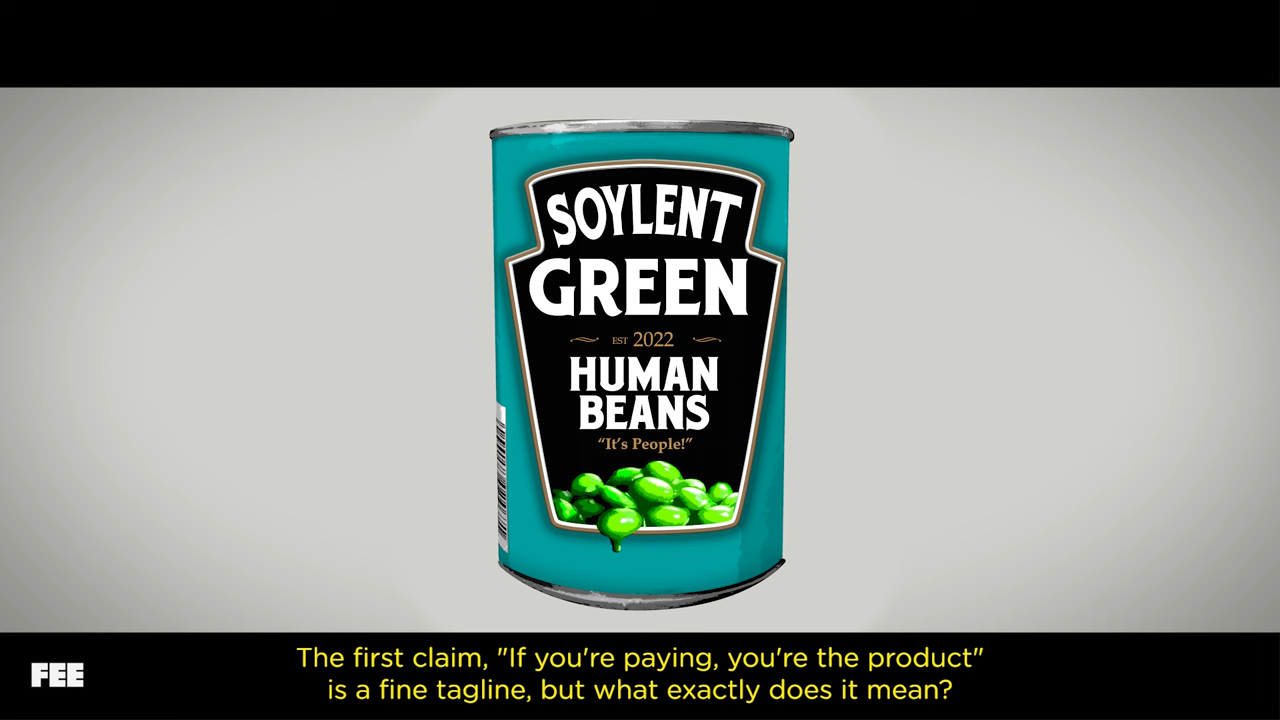 SOYLENT
GREEN
EST 2022
HUMAN
BEANS
“It’s People!”
FEE
The first claim, "If you're paying, you're the product"
is a fine tagline, but what exactly does it mean?